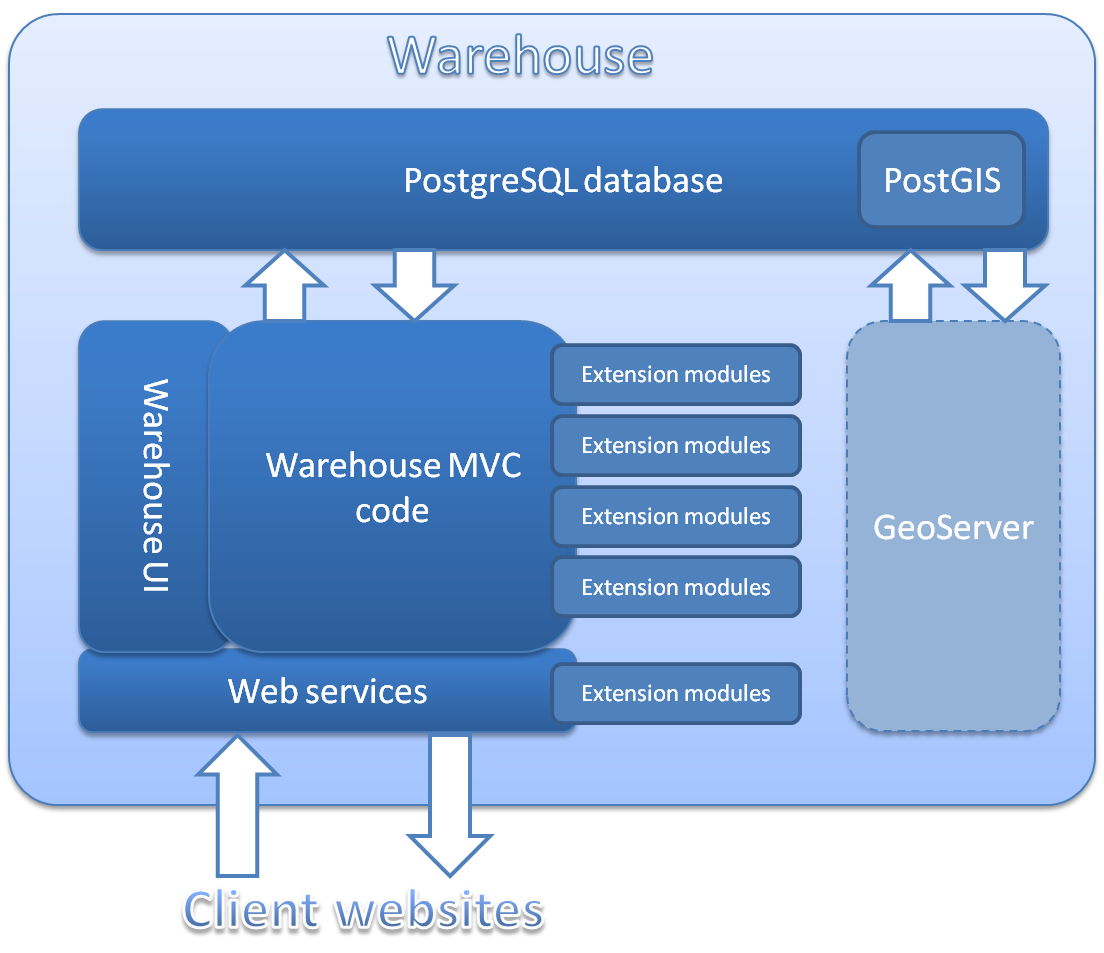 Warehouse
PostgreSQL database
PostGIS
Warehouse UI
Warehouse MVC
code
Extension modules
Extension modules
Extension modules
Extension modules
GeoServer
Web services
Extension modules
Client websites